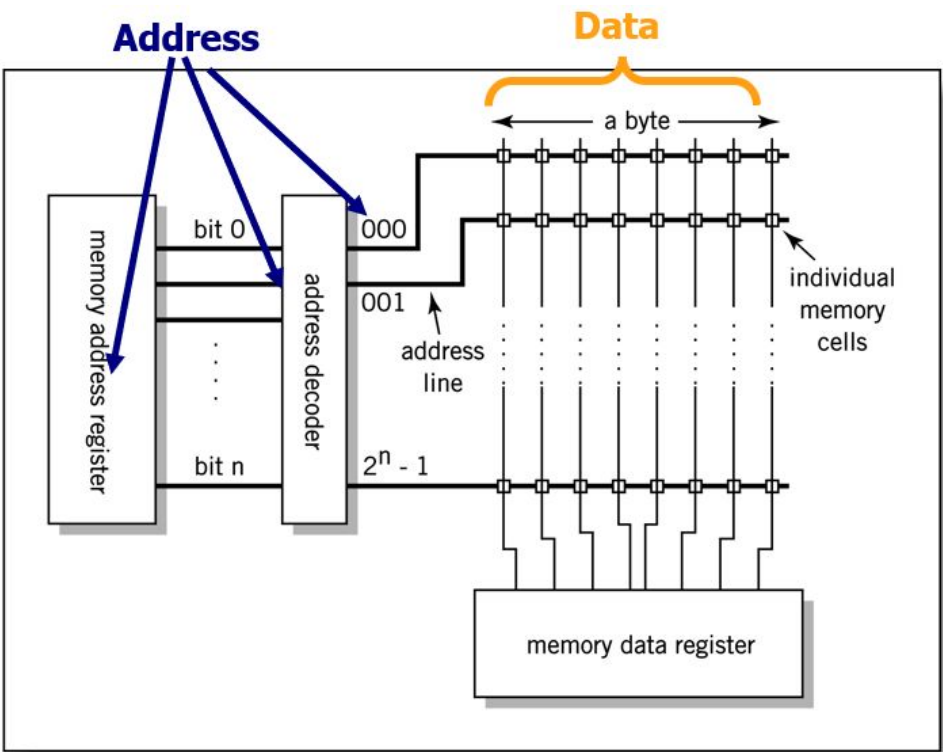 Address
Data
a byte
bit 0
000
001
memory address register
address decoder
address
line
individual
memory
cells
bit n
2ⁿ - 1
memory data register